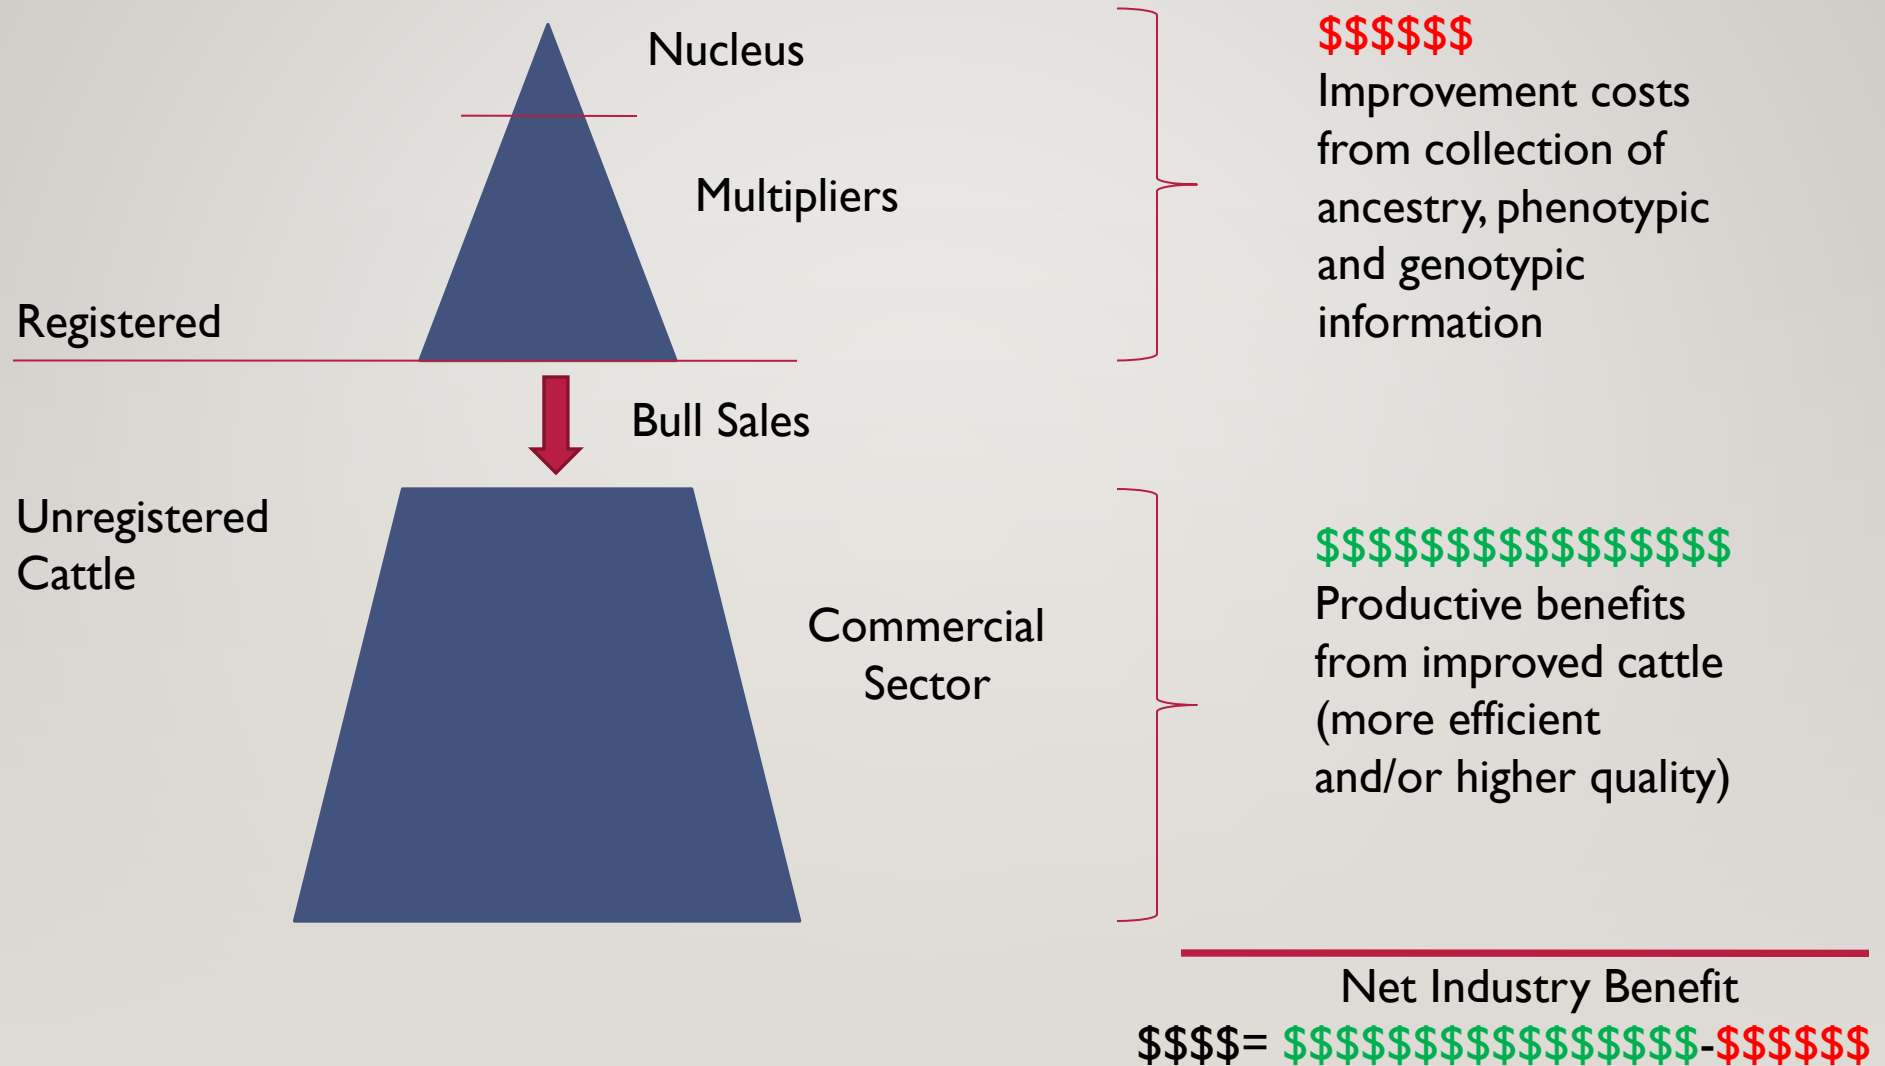 Nucleus
Multipliers
Registered
Bull Sales
Unregistered
Cattle
Commercial
Sector
$$$$$$
Improvement costs
from collection of
ancestry, phenotypic
and genotypic
information
$$$$$$$$$$$$$$$$
Productive benefits
from improved cattle
(more efficient
and/or higher quality)
Net Industry Benefit
$$$$= $$$$$$$$$$$$$$$$-$$$$$$